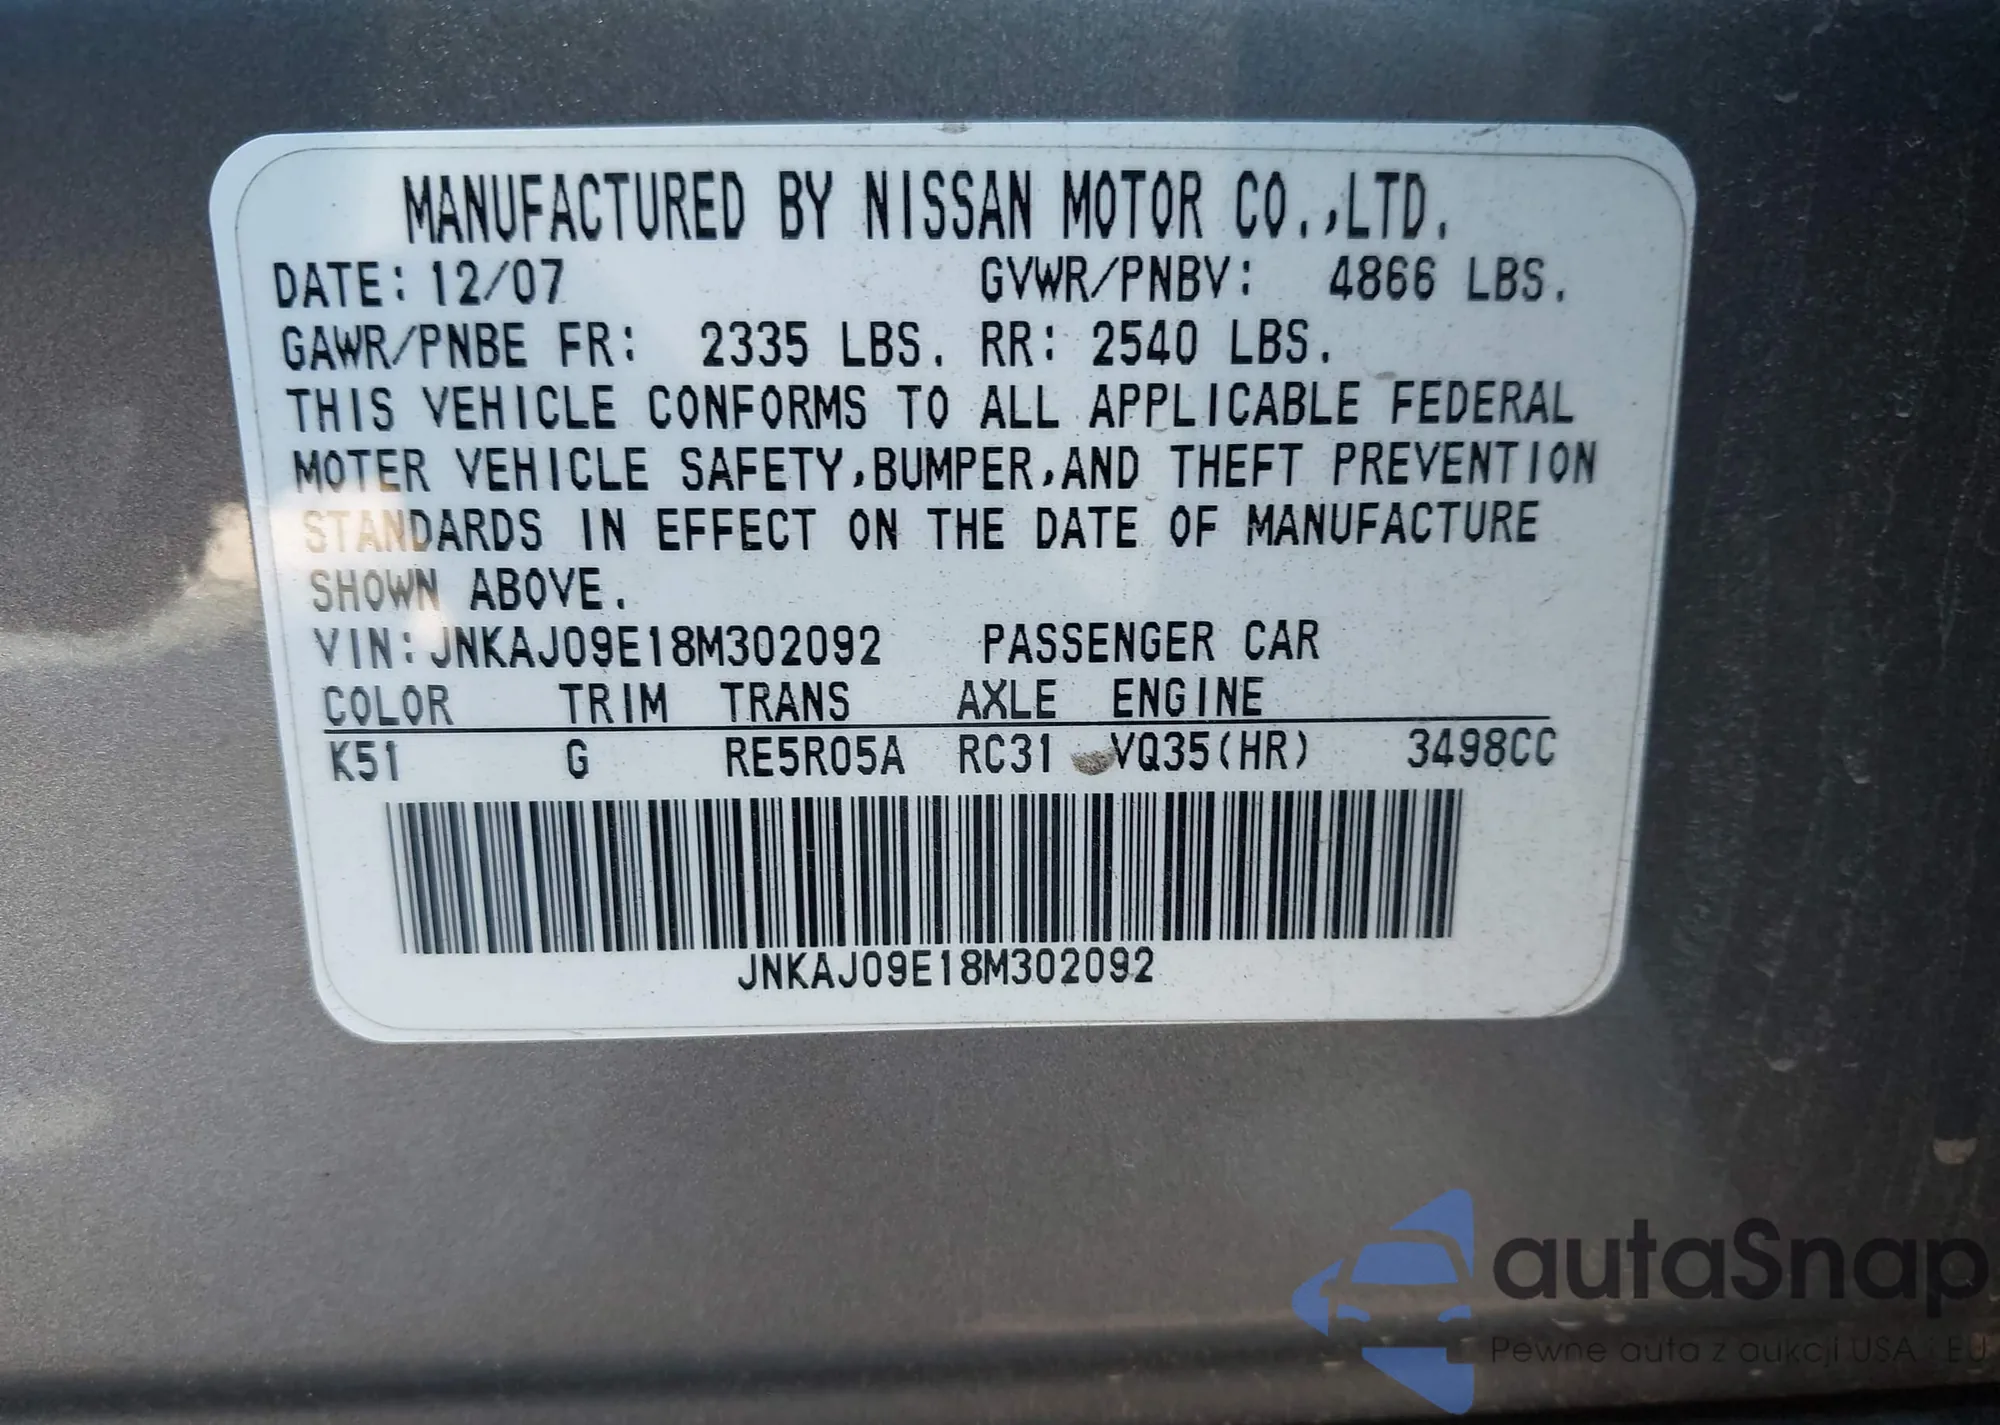 MANUFACTURED BY NISSAN MOTOR CO.,LTD.
DATE: 12/07 GVWR/PNBV: 4866 LBS.
GAWR/PNBE FR: 2335 LBS. RR: 2540 LBS.
THIS VEHICLE CONFORMS TO ALL APPLICABLE FEDERAL
MOTER VEHICLE SAFETY,BUMPER,AND THEFT PREVENTION
STANDARDS IN EFFECT ON THE DATE OF MANUFACTURE
SHOWN ABOVE.
VIN: JNKAJ09E18M302092 PASSENGER CAR
COLOR TRIM TRANS AXLE ENGINE
K51 G RE5R05A RC31 VQ35(HR) 3498CC
JNKAJ09E18M302092
autaSnap
Pewne auta z aukcji USA i EU